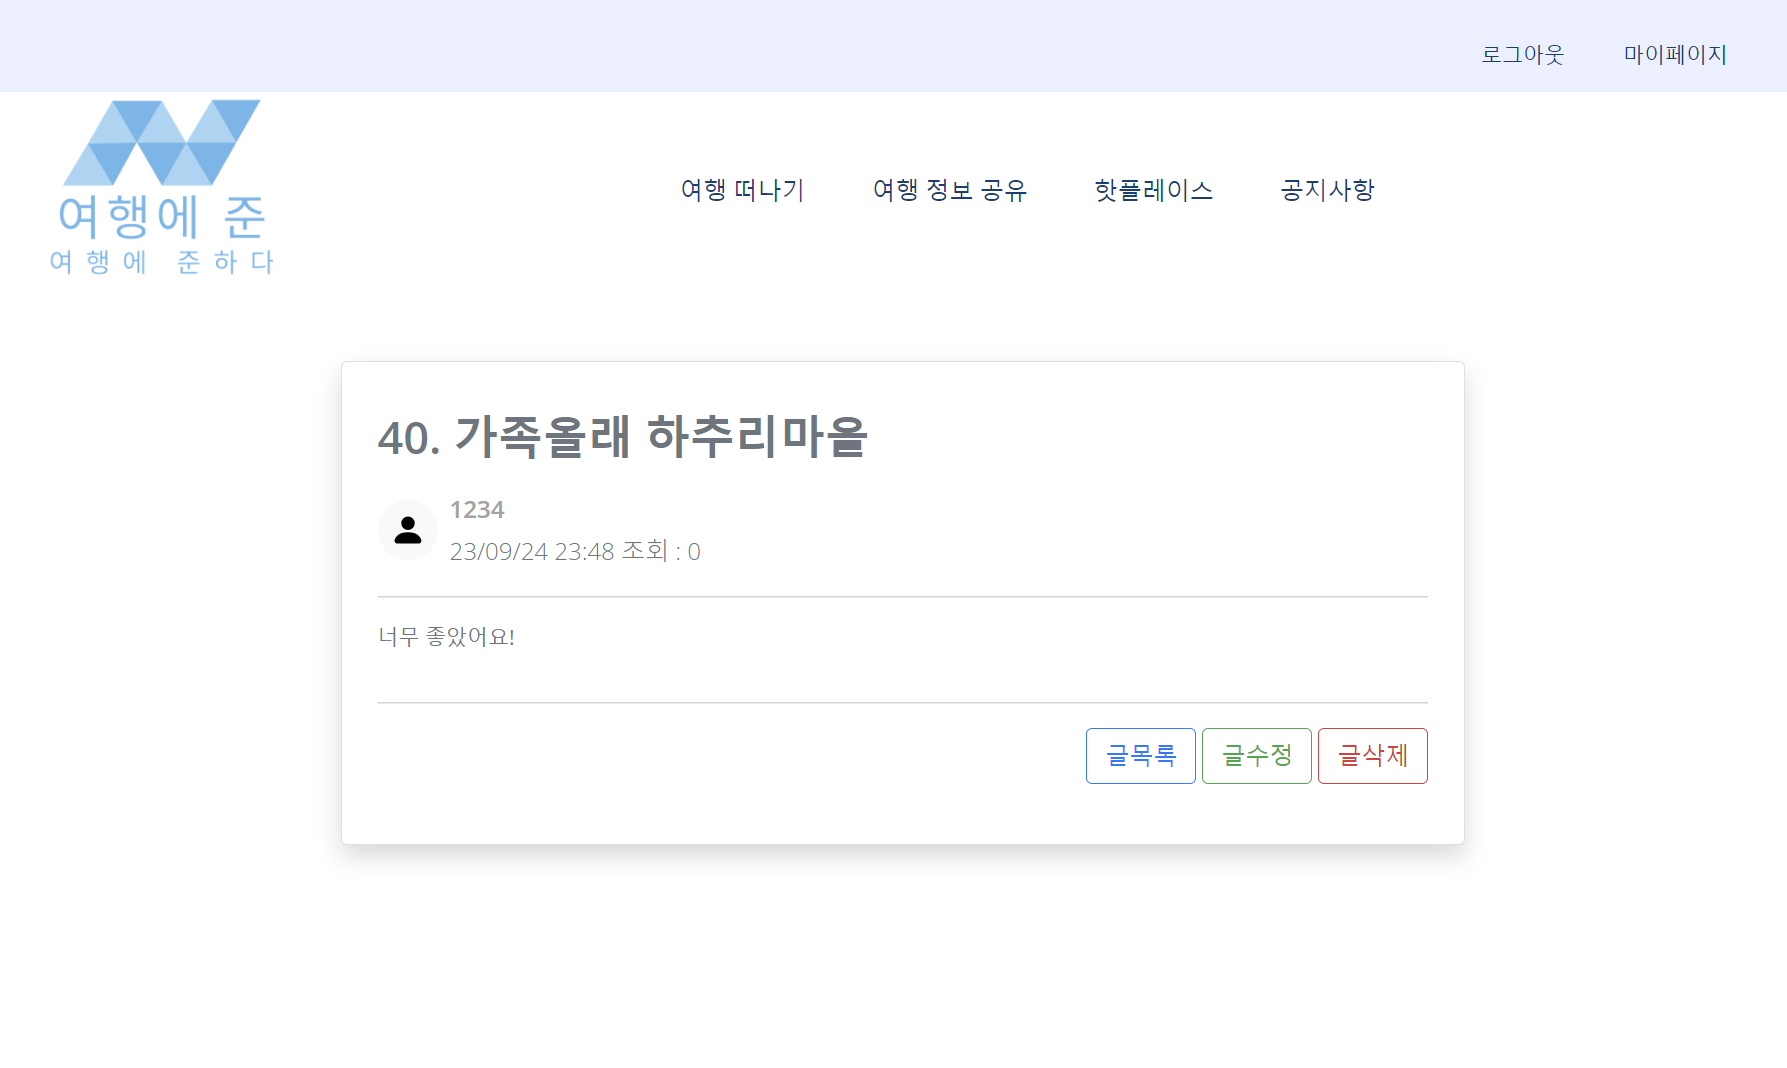 로그아웃 마이페이지
여행에 준
여행에 준하다
여행 떠나기 여행 정보 공유 핫플레이스 공지사항
40. 가족올래 하추리마을
1234
23/09/24 23:48 조회 : 0
너무 좋았어요!
글목록 글수정 글삭제